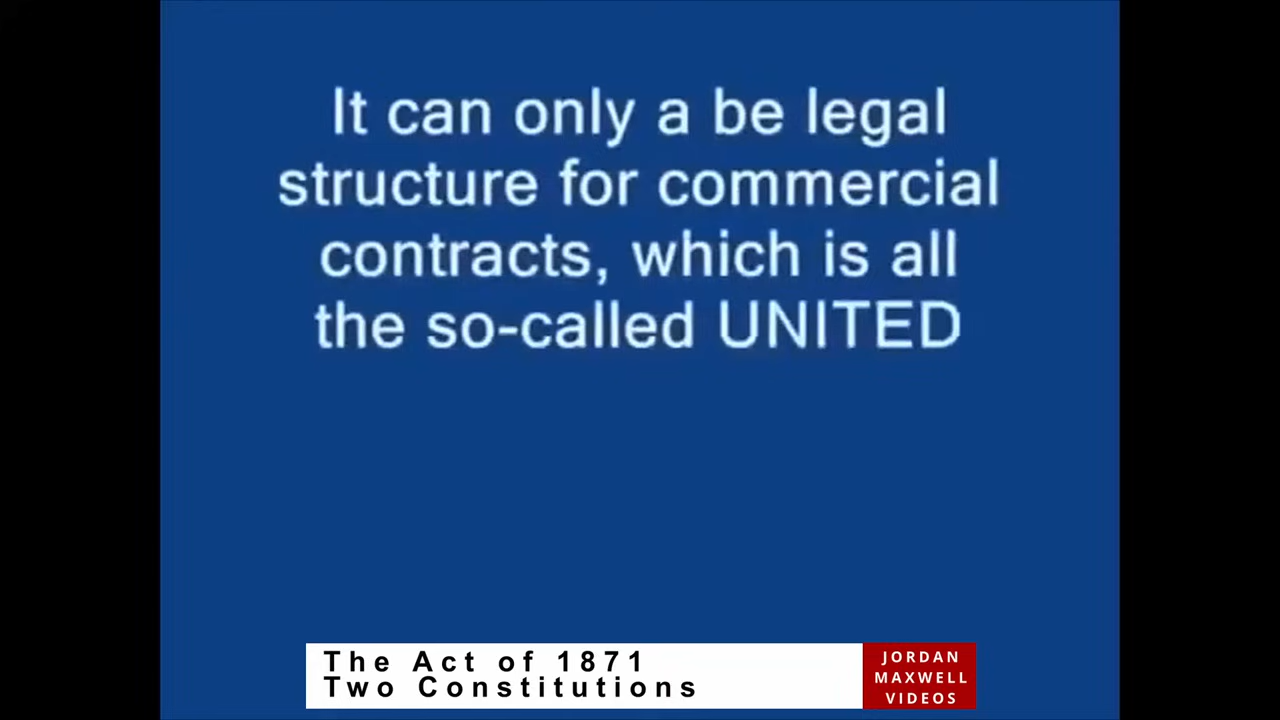 It can only a be legal
structure for commercial
contracts, which is all
the so-called UNITED
The Act of 1871
Two Constitutions
JORDAN
MAXWELL
VIDEOS